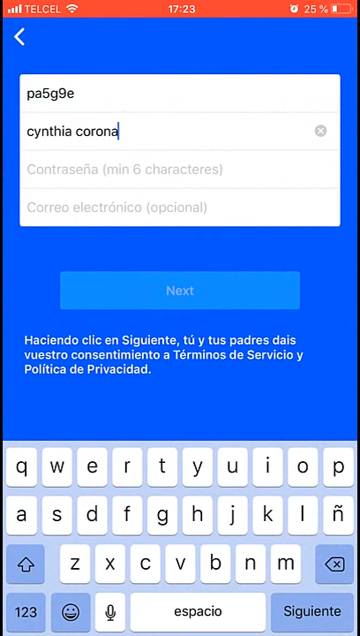 TELCEL
17:23
25 %
pa5g9e
cynthia corona
Contraseña (min 6 characteres)
Correo electrónico (opcional)
Next
Haciendo clic en Siguiente, tú y tus padres dais
vuestro consentimiento a Términos de Servicio y
Política de Privacidad.
q w e r t y u i o p
a s d f g h j k l ñ
z x c v b n m
123
espacio
Siguiente